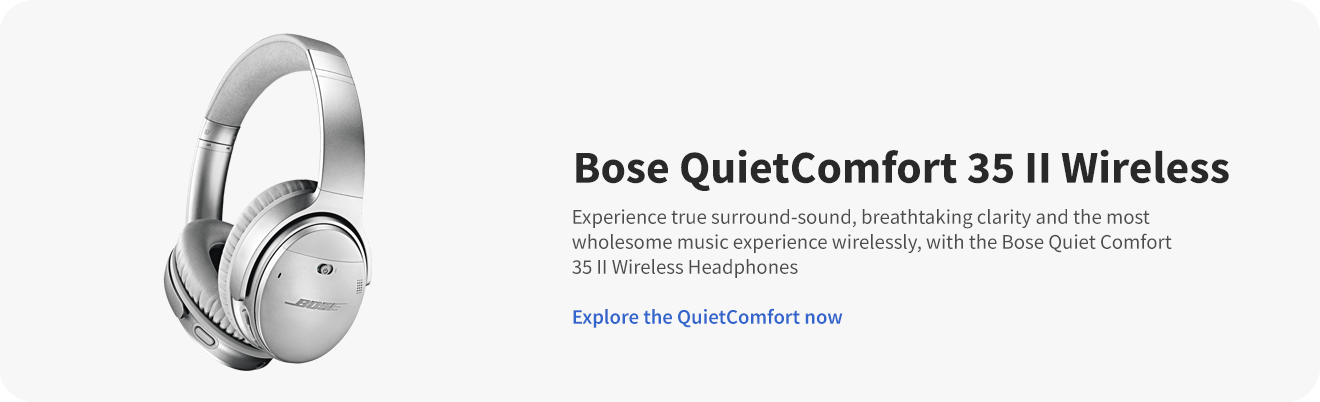 Bose QuietComfort 35 II Wireless
Experience true surround-sound, breathtaking clarity and the most
wholesome music experience wirelessly, with the Bose Quiet Comfort
35 II Wireless Headphones
Explore the QuietComfort now
BOSE